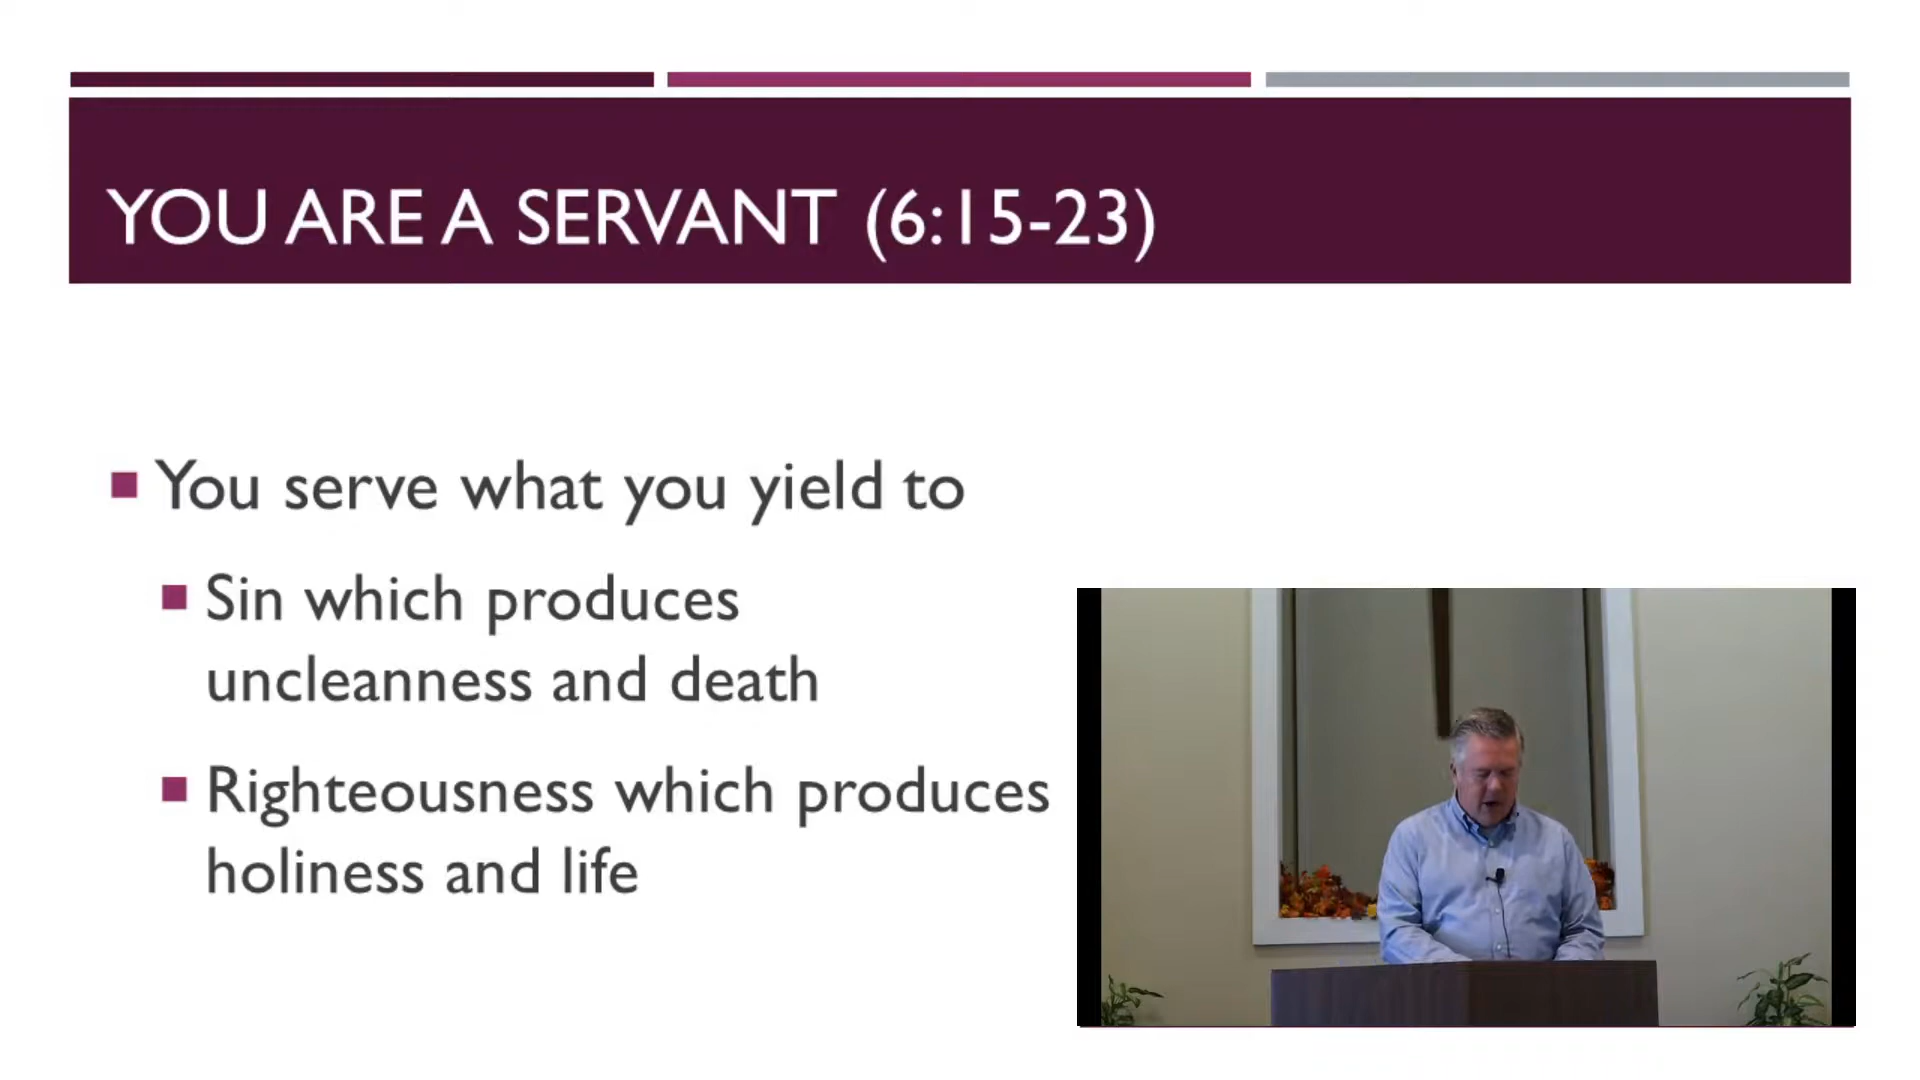 YOU ARE A SERVANT (6:15-23)
You serve what you yield to
Sin which produces
uncleanness and death
Righteousness which produces
holiness and life